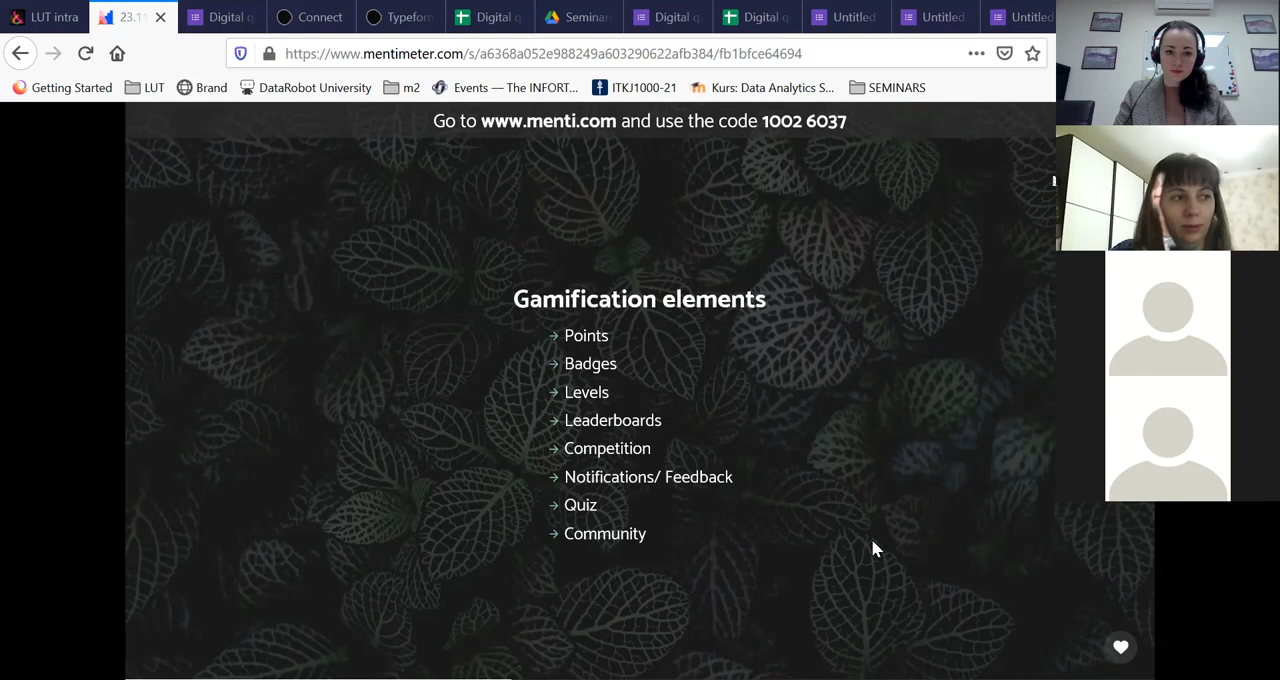 LUT intra
23.1
Digital q
Connect
Typeform
Digital q
Seminar
Digital q
Digital q
Untitled
Untitled
Untitled
https://www.mentimeter.com/s/a6368a052e988249a603290622afb384/fb1bfce64694
Getting Started
LUT
Brand
DataRobot University
m2
Events — The INFORT...
ITKJ1000-21
Kurs: Data Analytics S...
SEMINARS
Go to www.menti.com and use the code 1002 6037
Gamification elements
→ Points
→ Badges
→ Levels
→ Leaderboards
→ Competition
→ Notifications/ Feedback
→ Quiz
→ Community